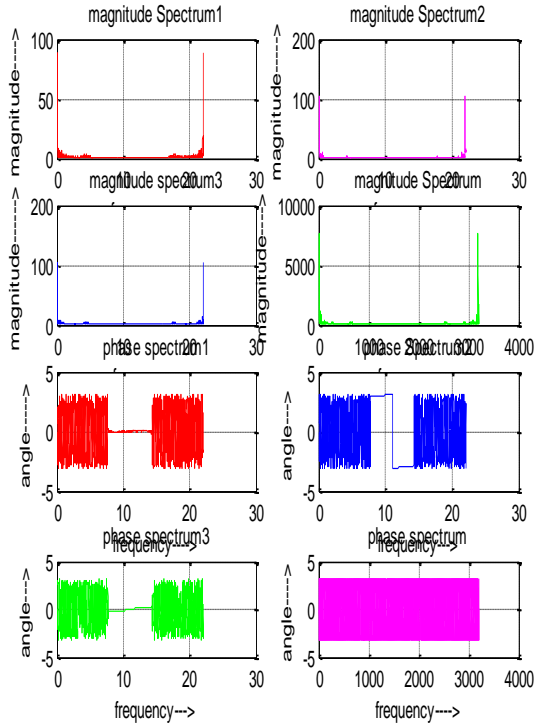 magnitude Spectrum1
magnitude----->
100
50
0
0 10 20 30
magnitude Spectrum2
magnitude---->
200
100
0
0 10 20 30
magnitude spectrum3
magnitude----->
200
100
0
0 10 20 30
magnitude Spectrum
magnitude---->
10000
5000
0
0 1000 2000 3000 4000
phase spectrum1
angle---->
5
0
-5
0 10 20 30
frequency---->
phase Spectrum2
angle---->
5
0
-5
0 10 20 30
frequency---->
phase spectrum3
angle---->
5
0
-5
0 10 20 30
frequency--->
phase spectrum
angle---->
5
0
-5
0 1000 2000 3000 4000
frequency--->